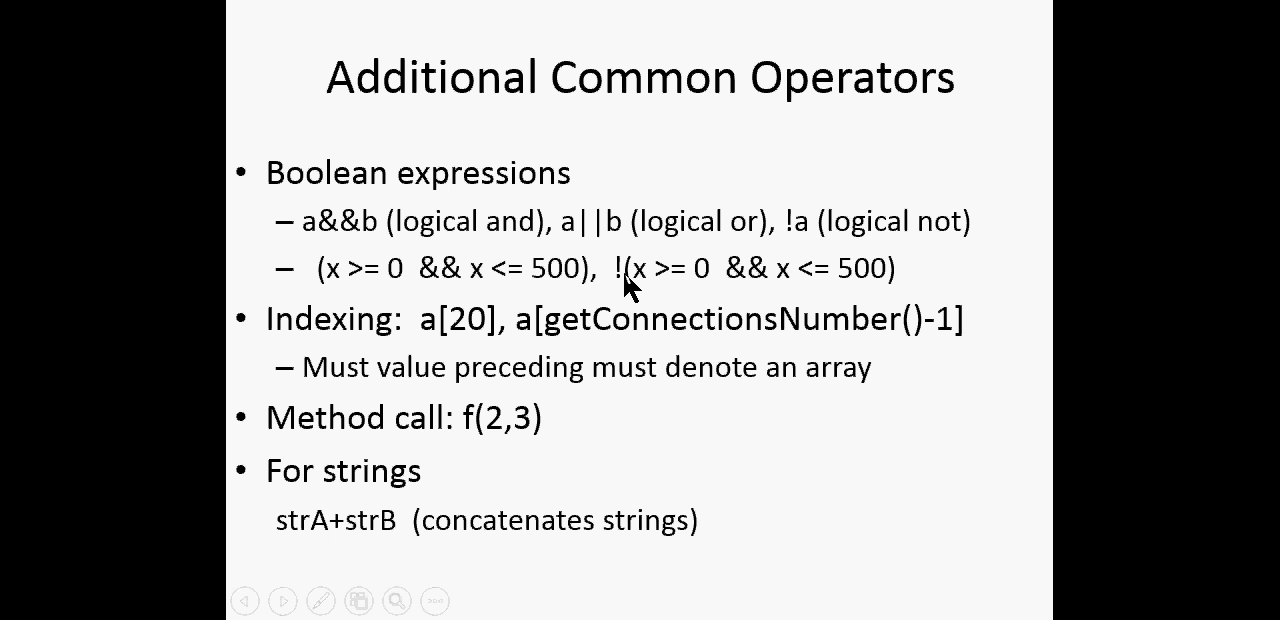 Additional Common Operators
• Boolean expressions
– a&&b (logical and), a||b (logical or), !a (logical not)
– (x >= 0 && x <= 500), !(x >= 0 && x <= 500)
• Indexing: a[20], a[getConnectionsNumber()-1]
– Must value preceding must denote an array
• Method call: f(2,3)
• For strings
strA+strB (concatenates strings)